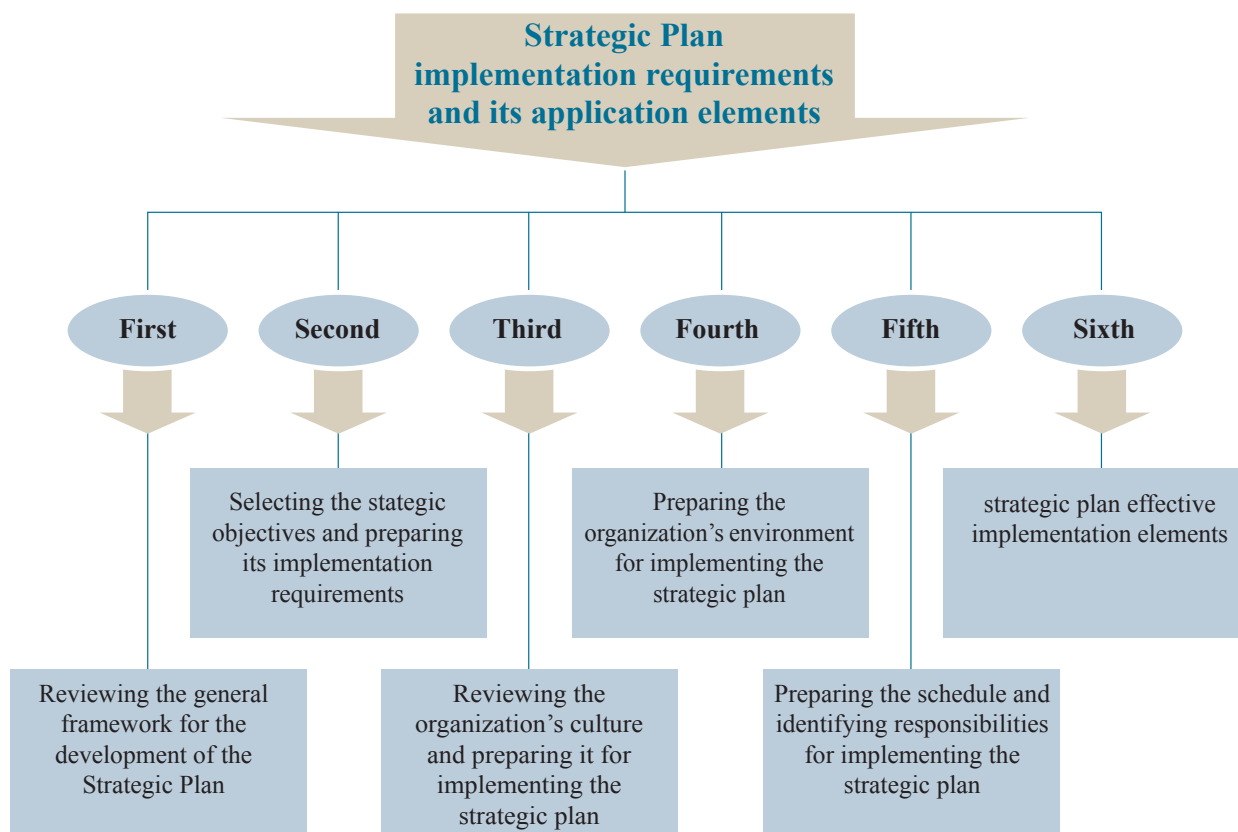 Strategic Plan
implementation requirements
and its application elements
First
Second
Third
Fourth
Fifth
Sixth
Selecting the stategic
objectives and preparing
its implementation
requirements
Preparing the
organization’s environment
for implementing the
strategic plan
strategic plan effective
implementation elements
Reviewing the general
framework for the
development of the
Strategic Plan
Reviewing the
organization’s culture
and preparing it for
implementing the
strategic plan
Preparing the schedule and
identifying responsibilities
for implementing the
strategic plan